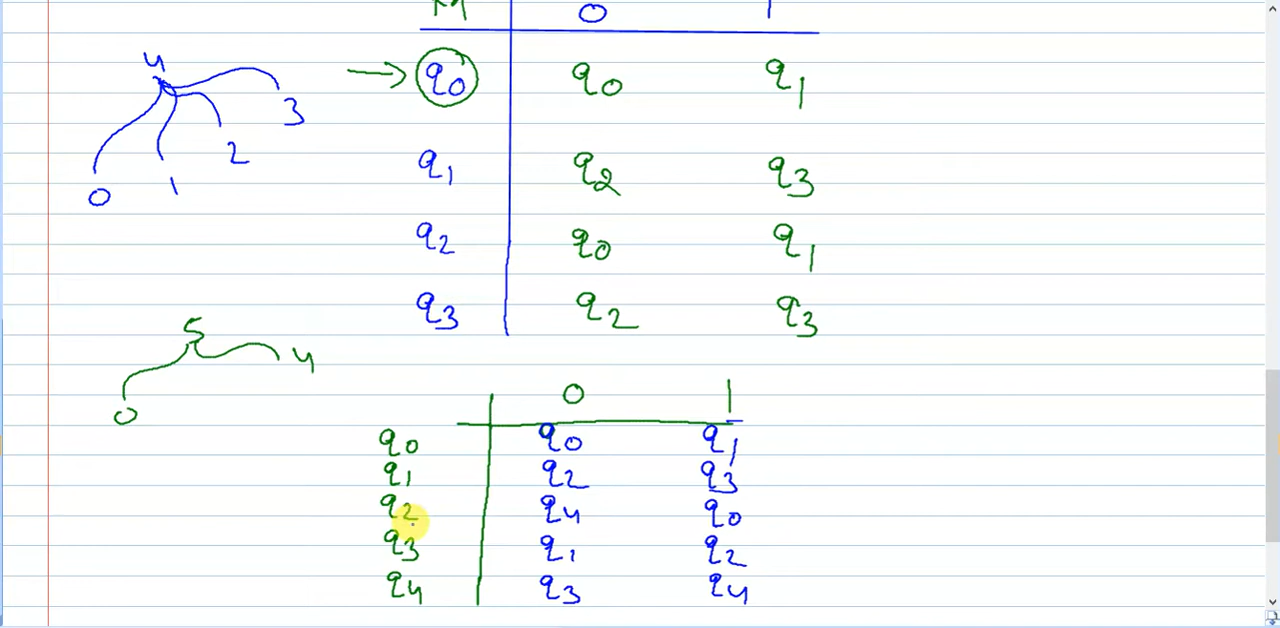 M 0 1
4
→ q0 q0 q1
3
2
q1 q2 q3
0 1
q2 q0 q1
q3 q2 q3
5
4
0
0 1
q0 q0 q1
q1 q2 q3
q2 q4 q0
q3 q1 q2
q4 q3 q4